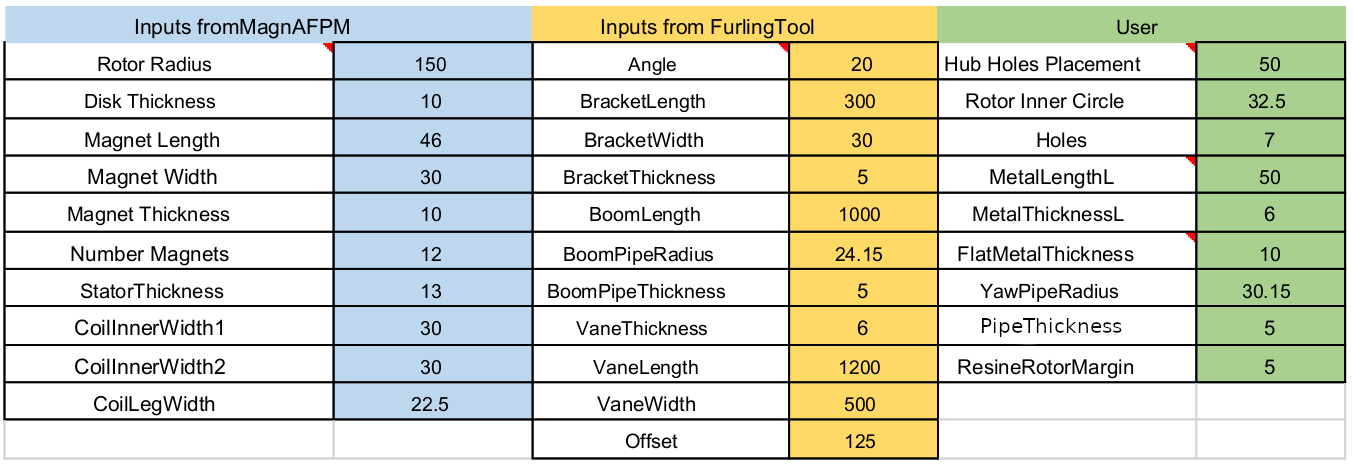 Inputs fromMagnAFPM Inputs from FurlingTool User
Rotor Radius 150 Angle 20 Hub Holes Placement 50
Disk Thickness 10 BracketLength 300 Rotor Inner Circle 32.5
Magnet Length 46 BracketWidth 30 Holes 7
Magnet Width 30 BracketThickness 5 MetalLengthL 50
Magnet Thickness 10 BoomLength 1000 MetalThicknessL 6
Number Magnets 12 BoomPipeRadius 24.15 FlatMetalThickness 10
StatorThickness 13 BoomPipeThickness 5 YawPipeRadius 30.15
CoilInnerWidth1 30 VaneThickness 6 PipeThickness 5
CoilInnerWidth2 30 VaneLength 1200 ResineRotorMargin 5
CoilLegWidth 22.5 VaneWidth 500
Offset 125